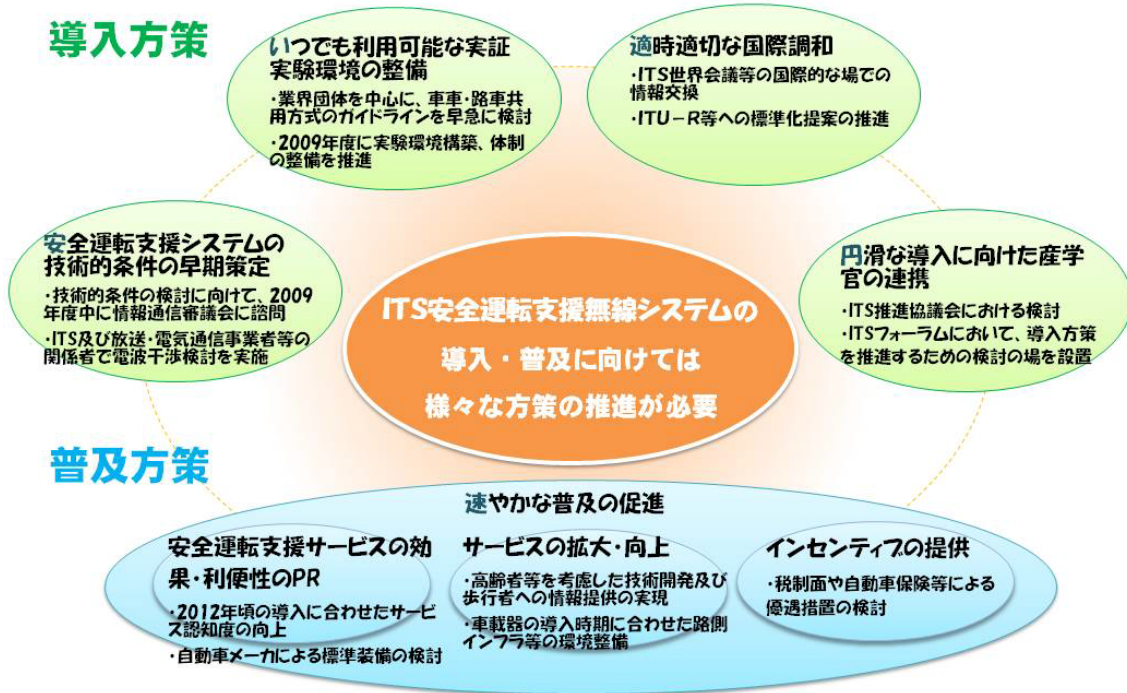 導入方策
いつでも利用可能な実証
実験環境の整備
・業界団体を中心に、車車・路車共
用方式のガイドラインを早急に検討
・2009年度に実験環境構築、体制
の整備を推進
適時適切な国際調和
・ITS世界会議等の国際的な場での
情報交換
・ITU-R等への標準化提案の推進
安全運転支援システムの
技術的条件の早期策定
・技術的条件の検討に向けて、2009
年度中に情報通信審議会に諮問
・ITS及び放送・電気通信事業者等の
関係者で電波干渉検討を実施
ITS安全運転支援無線システムの
導入・普及に向けては
様々な方策の推進が必要
円滑な導入に向けた産学
官の連携
・ITS推進協議会における検討
・ITSフォーラムにおいて、導入方策
を推進するための検討の場を設置
普及方策
速やかな普及の促進
安全運転支援サービスの効
果・利便性のPR
・2012年頃の導入に合わせたサービ
ス認知度の向上
・自動車メーカによる標準装備の検討
サービスの拡大・向上
・高齢者等を考慮した技術開発及び
歩行者への情報提供の実現
・車載器の導入時期に合わせた路側
インフラ等の環境整備
インセンティブの提供
・税制面や自動車保険等による
優遇措置の検討